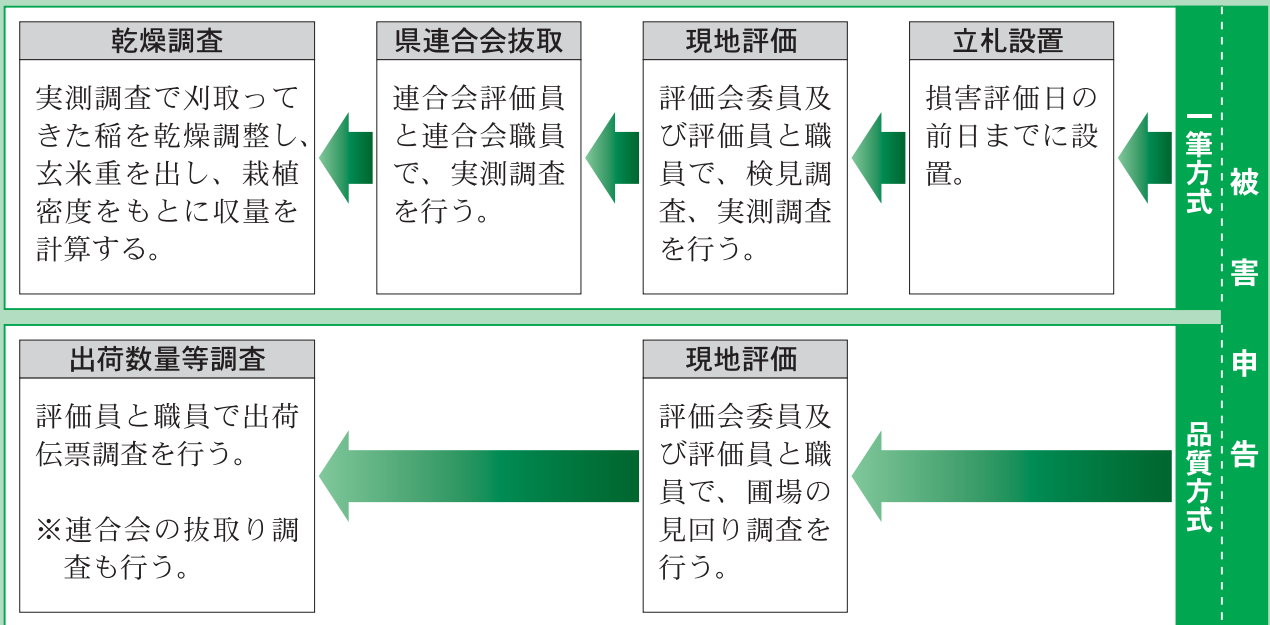 被害申告
一筆方式
立札設置
損害評価日の
前日までに設
置。
現地評価
評価会委員及
び評価員と職
員で、検見調
査、実測調査
を行う。
県連合会抜取
連合会評価員
と連合会職員
で、実測調査
を行う。
乾燥調査
実測調査で刈取って
きた稲を乾燥調整し、
玄米重を出し、栽植
密度をもとに収量を
計算する。
品質方式
現地評価
評価会委員及
び評価員と職
員で、圃場の
見回り調査を
行う。
出荷数量等調査
評価員と職員で出荷
伝票調査を行う。
※連合会の抜取り調
査も行う。